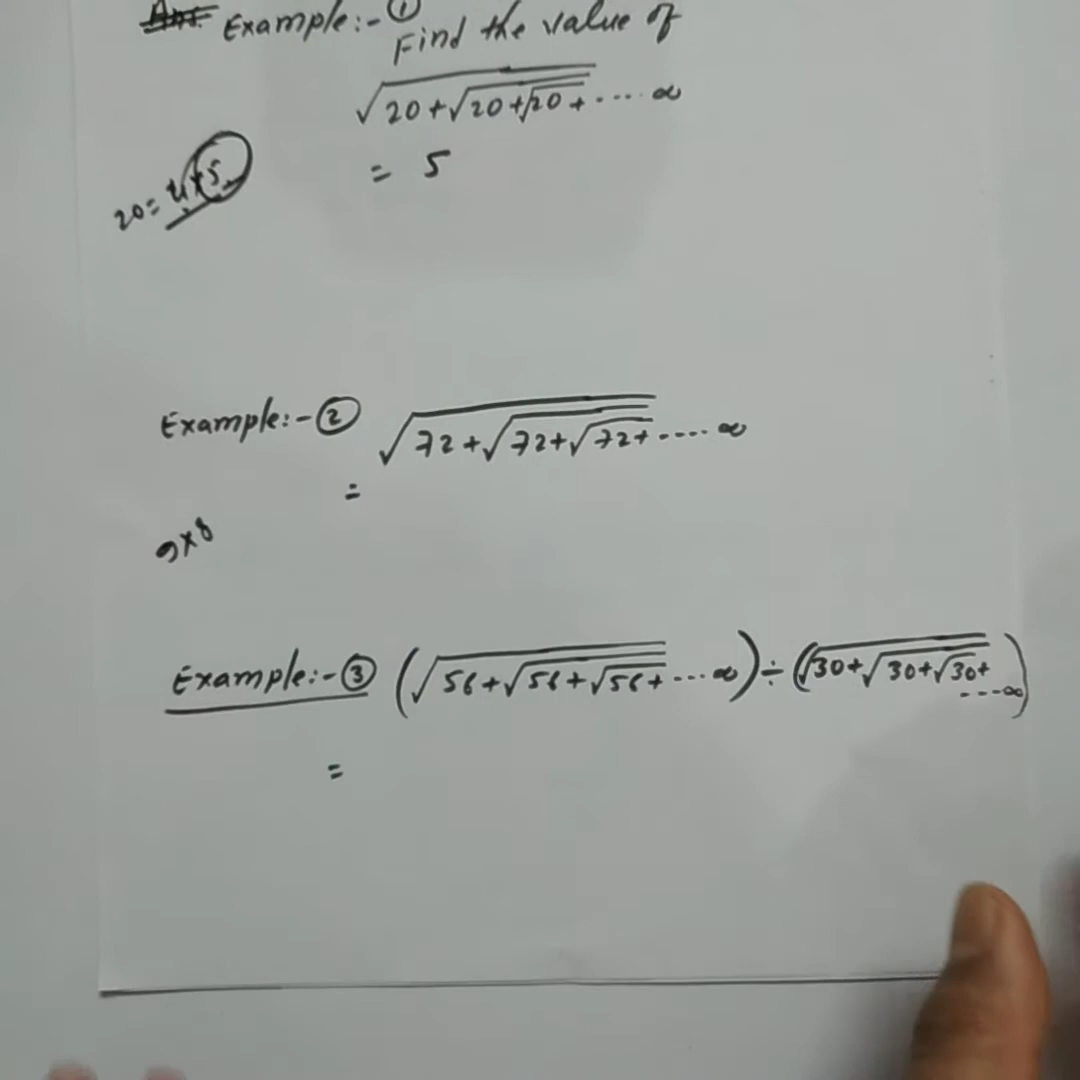 Example:- ①
Find the value of
√20+√20+√20+ .... ∞
= 5
20= 4×5
Example:- ② √72+√72+√72+ .... ∞
=
9×8
Example:- ③ (√56+√56+√56+ ... ∞) ÷ (√30+√30+√30+
---∞)
=